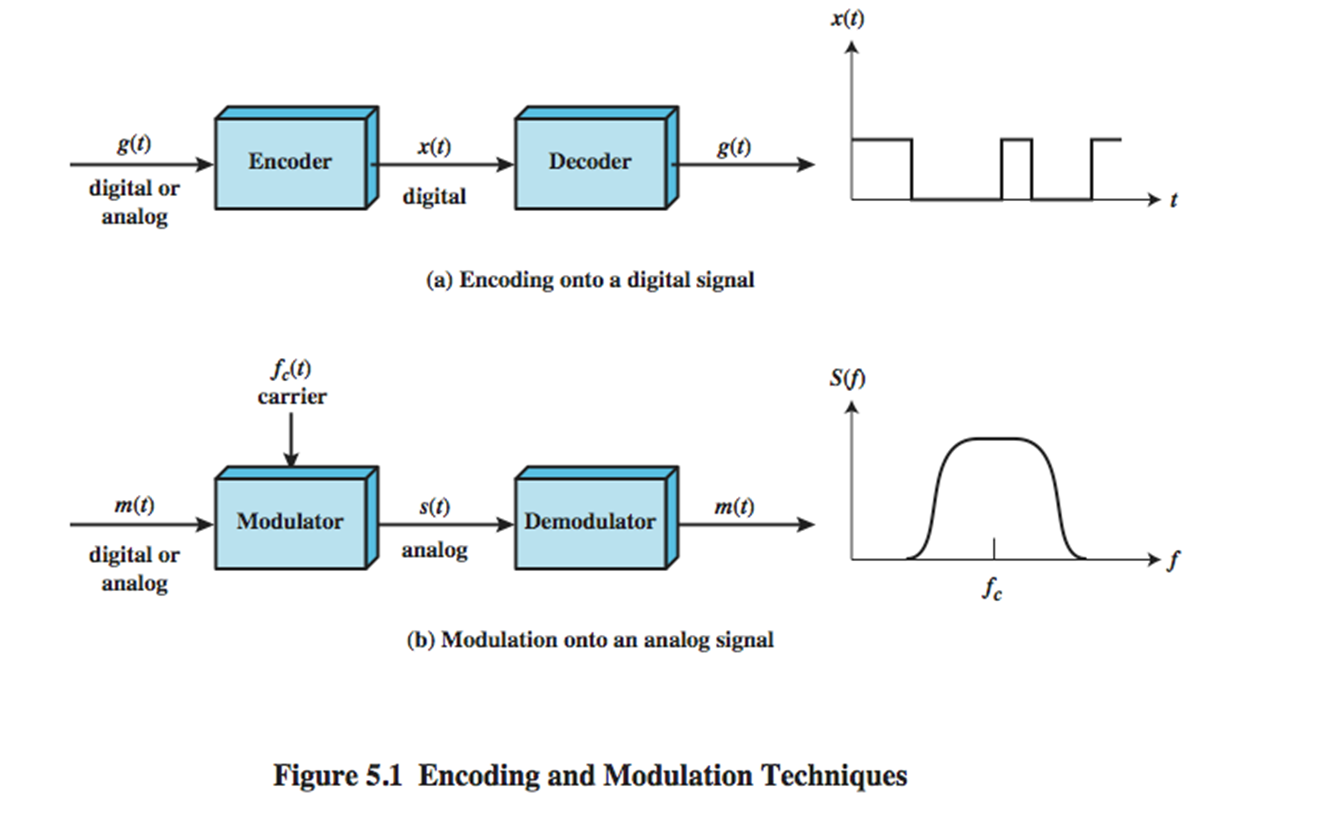 x(t)
g(t)
digital or
analog
Encoder
x(t)
digital
Decoder
g(t)
t
(a) Encoding onto a digital signal
fc(t)
carrier
S(f)
m(t)
digital or
analog
Modulator
s(t)
analog
Demodulator
m(t)
f
fc
(b) Modulation onto an analog signal
Figure 5.1 Encoding and Modulation Techniques